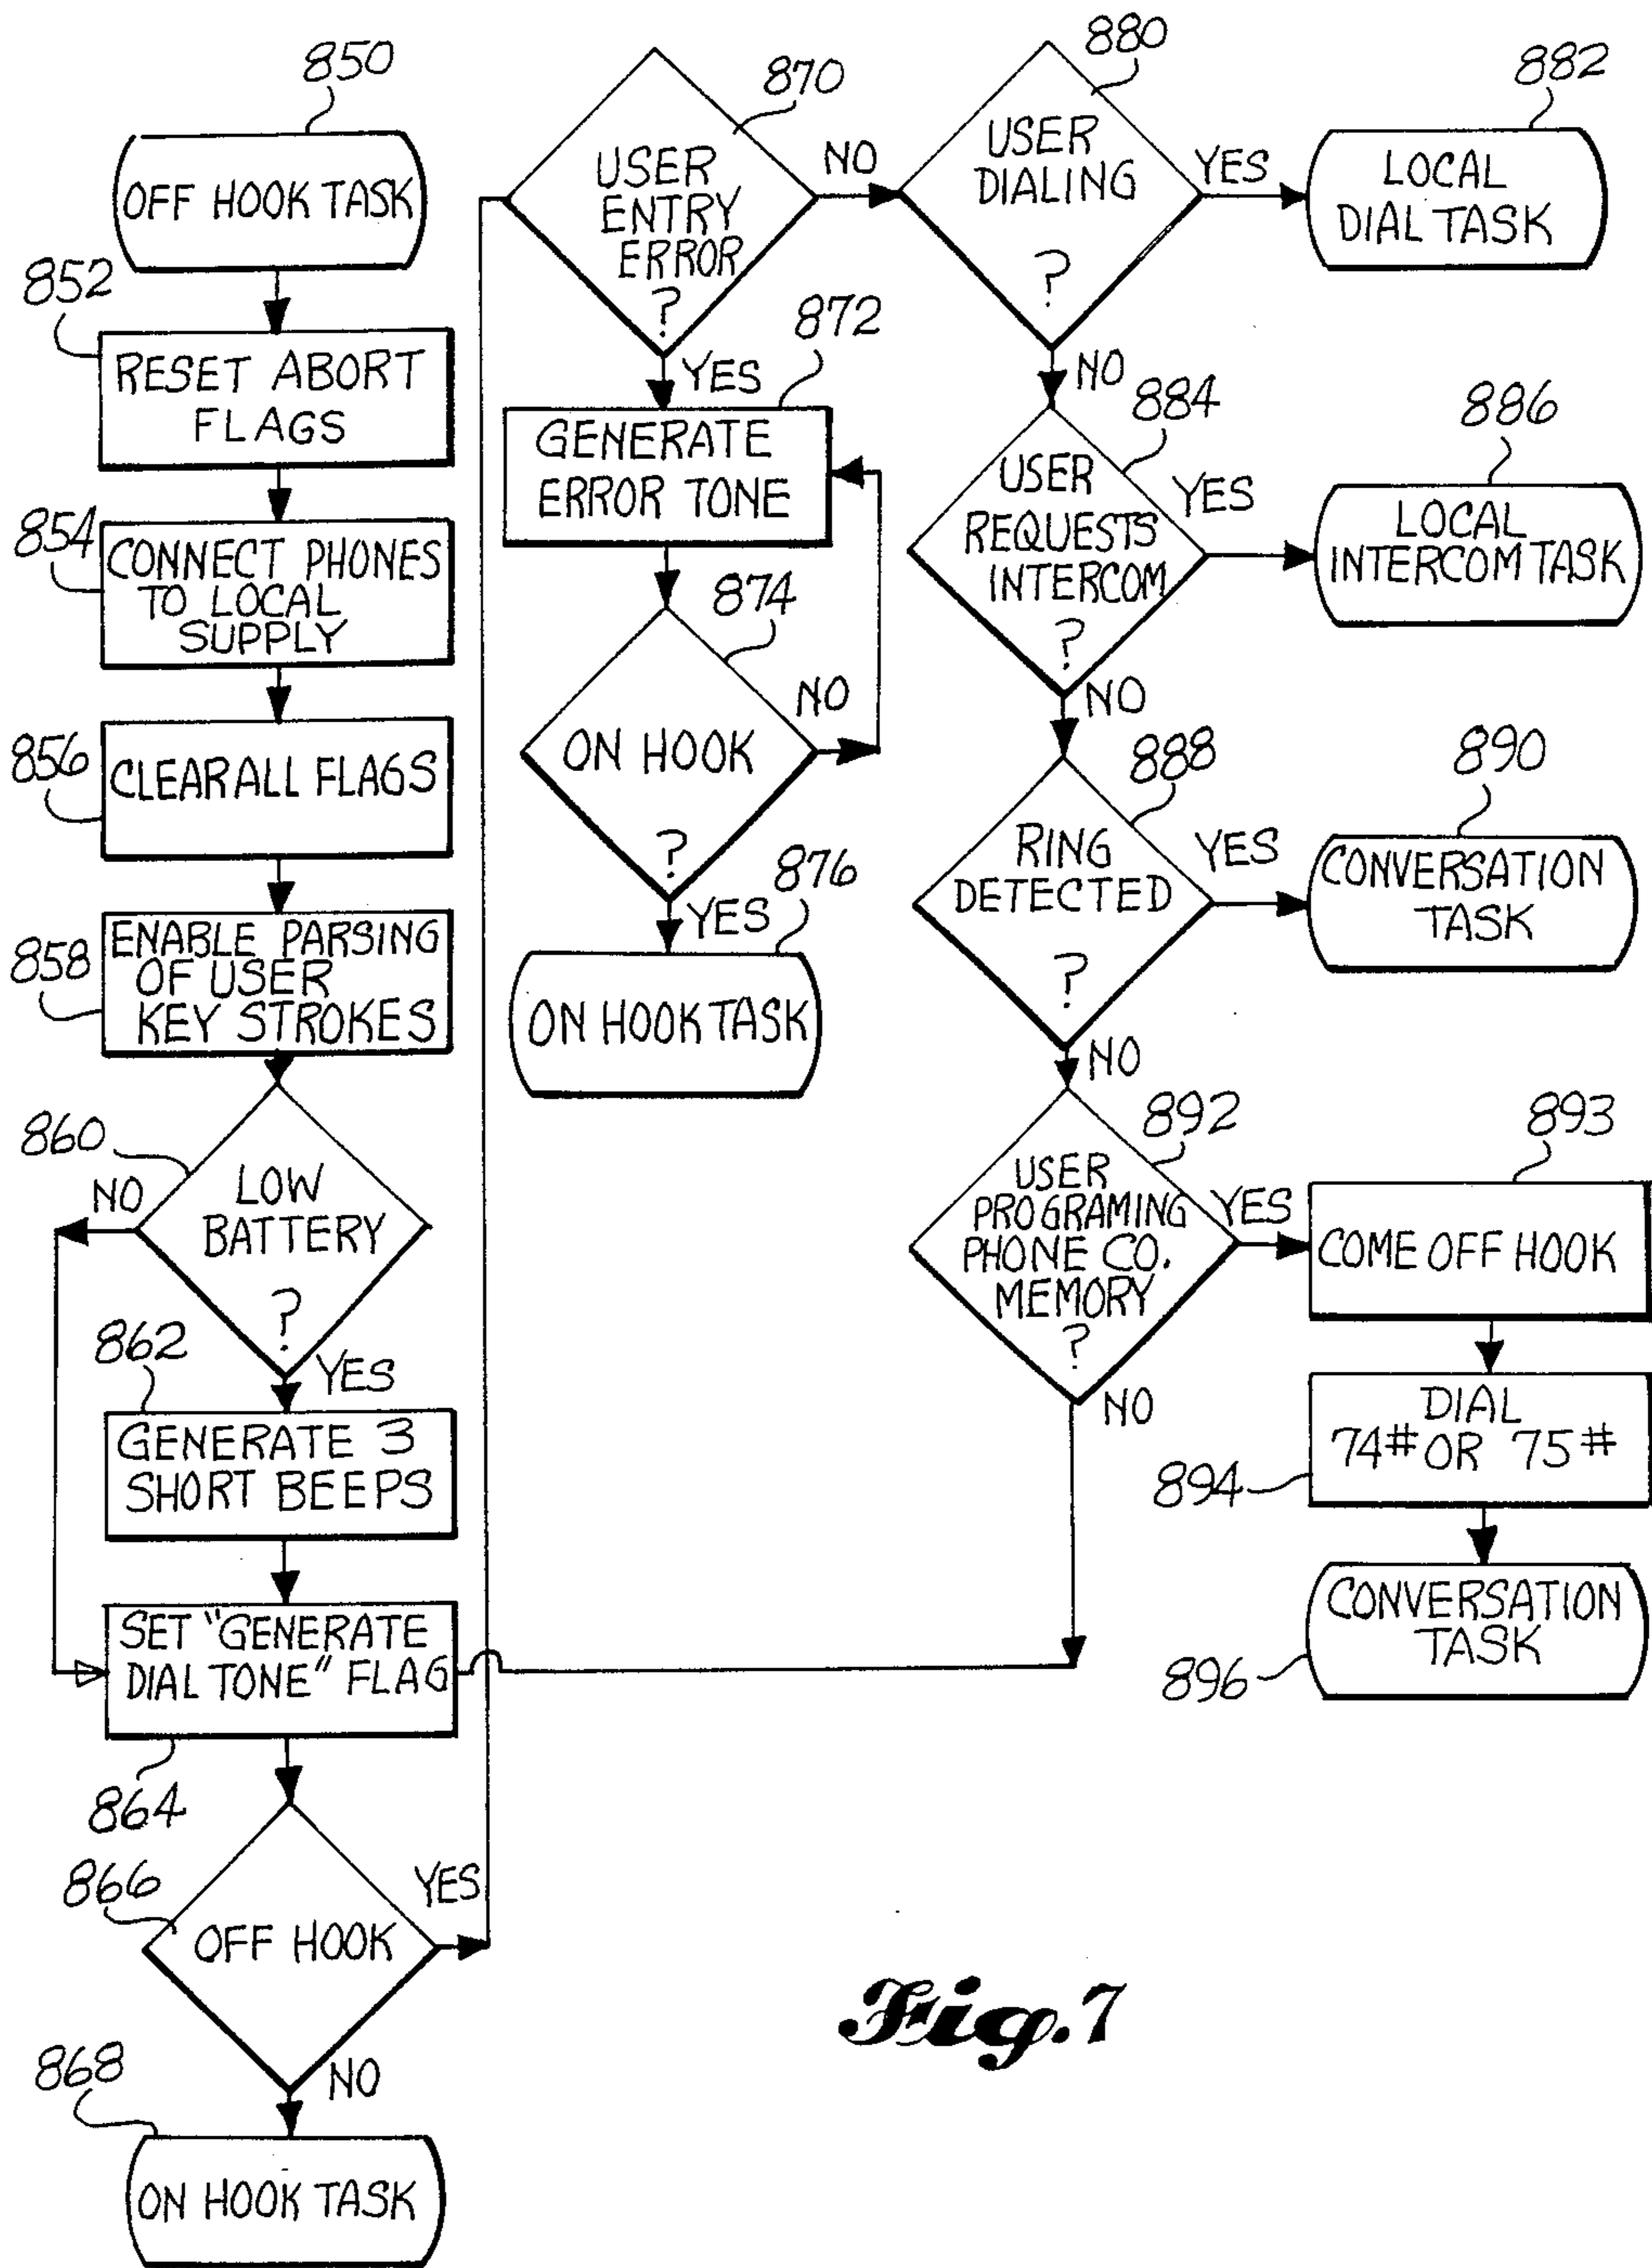 850
OFF HOOK TASK
852
RESET ABORT
FLAGS
854
CONNECT PHONES
TO LOCAL
SUPPLY
856
CLEAR ALL FLAGS
858
ENABLE PARSING
OF USER
KEY STROKES
860
LOW
BATTERY
?
NO
YES
862
GENERATE 3
SHORT BEEPS
SET "GENERATE
DIAL TONE" FLAG
864
866
OFF HOOK
YES
NO
868
ON HOOK TASK
870
USER
ENTRY
ERROR
?
NO
YES
872
GENERATE
ERROR TONE
874
ON HOOK
?
NO
YES
876
ON HOOK TASK
880
USER
DIALING
?
YES
NO
882
LOCAL
DIAL TASK
884
USER
REQUESTS
INTERCOM
?
YES
NO
886
LOCAL
INTERCOM TASK
888
RING
DETECTED
?
YES
NO
890
CONVERSATION
TASK
892
USER
PROGRAMING
PHONE CO.
MEMORY
?
YES
NO
893
COME OFF HOOK
DIAL
74# OR 75#
894
CONVERSATION
TASK
896
Fig. 7